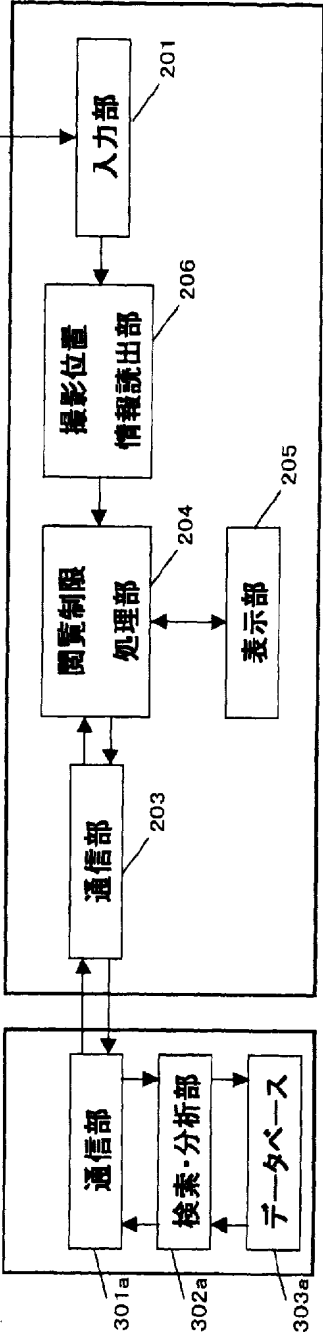 通信部
301a
検索・分析部
302a
データベース
303a
通信部
203
閲覧制限
処理部
204
表示部
205
撮影位置
情報読出部
206
入力部
201